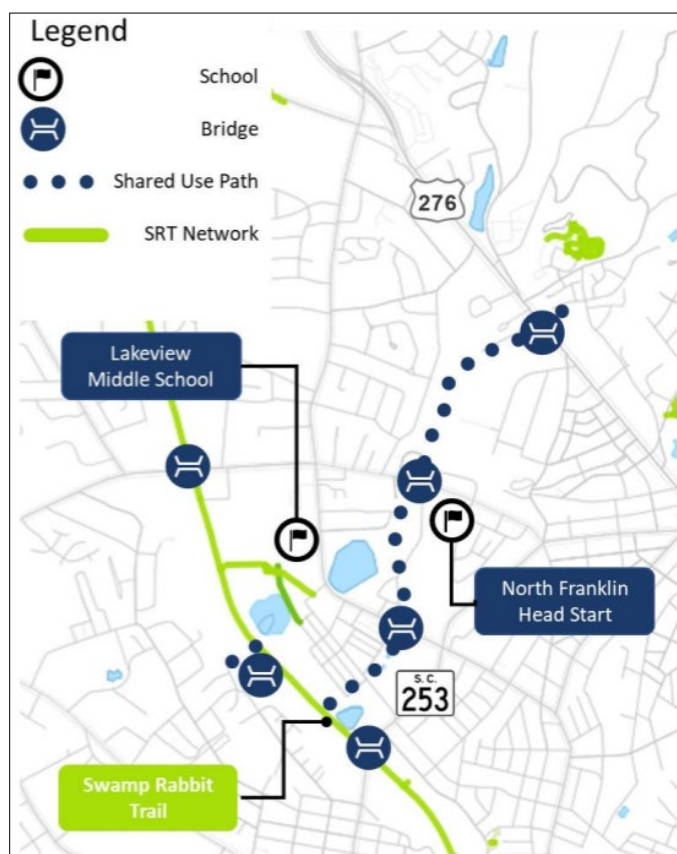 Legend
School
Bridge
Shared Use Path
SRT Network
276
Lakeview
Middle School
North Franklin
Head Start
S. C.
253
Swamp Rabbit
Trail